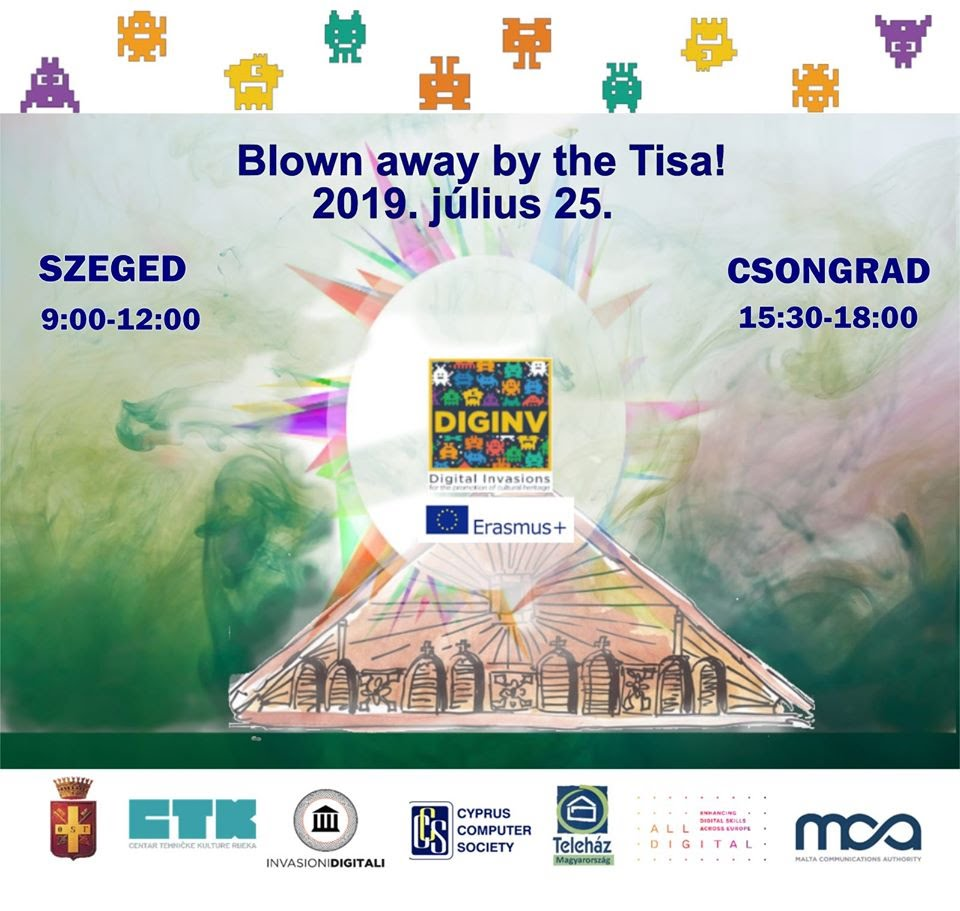 Blown away by the Tisa!
2019. július 25.
SZEGED
9:00-12:00
CSONGRAD
15:30-18:00
DIGINV
Digital Invasions
for the promotion of cultural heritage
Erasmus+
OST
CTK
CENTAR TEHNIČKE KULTURE RIJEKA
INVASIONIDIGITALI
CCS
CYPRUS
COMPUTER
SOCIETY
Teleház
Magyarország
ENHANCING
DIGITAL SKILLS
ACROSS EUROPE
ALL
DIGITAL
mca
MALTA COMMUNICATIONS AUTHORITY